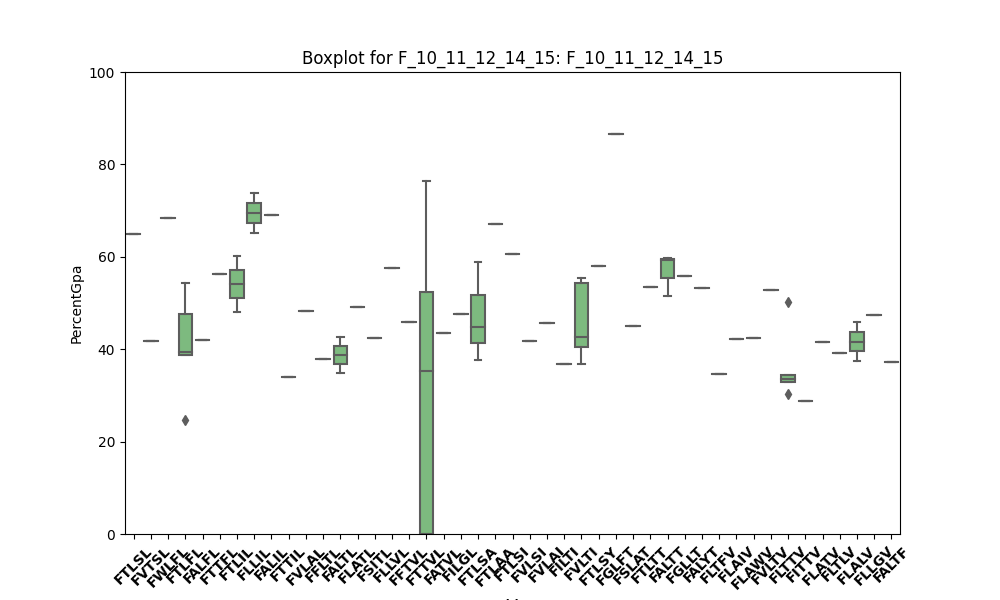 Boxplot for F_10_11_12_14_15: F_10_11_12_14_15
100
80
60
40
20
0
PercentGpa
FTLSL
FVTSL
FWLFL
FTLFL
FALFL
FTTFL
FTLIL
FLLIL
FALIL
FTTIL
FVLAL
FFLTL
FALTL
FLATL
FSITL
FLLVL
FFTVL
FTTVL
FATVL
FILGL
FTLSA
FTLAA
FTLSI
FVLSI
FVLAI
FILTI
FVLTI
FTLSY
FGLFT
FSLAT
FTLTT
FALTT
FGLLT
FALYT
FLTFV
FLAIV
FLAWV
FVLTV
FLTTV
FITTV
FLATV
FLTLV
FLALV
FLLGV
FALTF